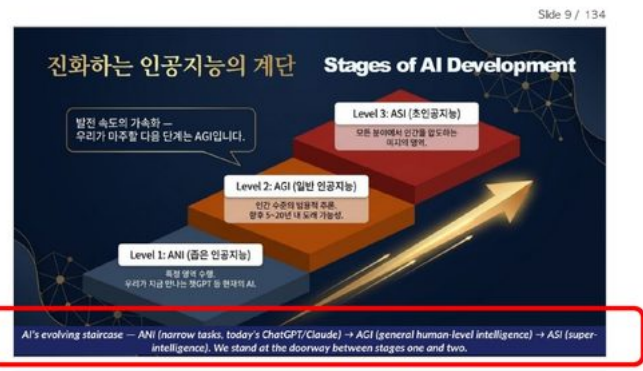 Slide 9 / 134
진화하는 인공지능의 계단 Stages of AI Development
발전 속도의 가속화 —
우리가 마주할 다음 단계는 AGI입니다.
Level 3: ASI (초인공지능)
모든 분야에서 인간을 압도하는
미지의 영역.
Level 2: AGI (일반 인공지능)
인간 수준의 범용적 추론.
향후 5~20년 내 도래 가능성.
Level 1: ANI (좁은 인공지능)
특정 영역 수행.
우리가 지금 만나는 챗GPT 등 현재의 AI.
AI's evolving staircase — ANI (narrow tasks, today's ChatGPT/Claude) → AGI (general human-level intelligence) → ASI (super-
intelligence). We stand at the doorway between stages one and two.